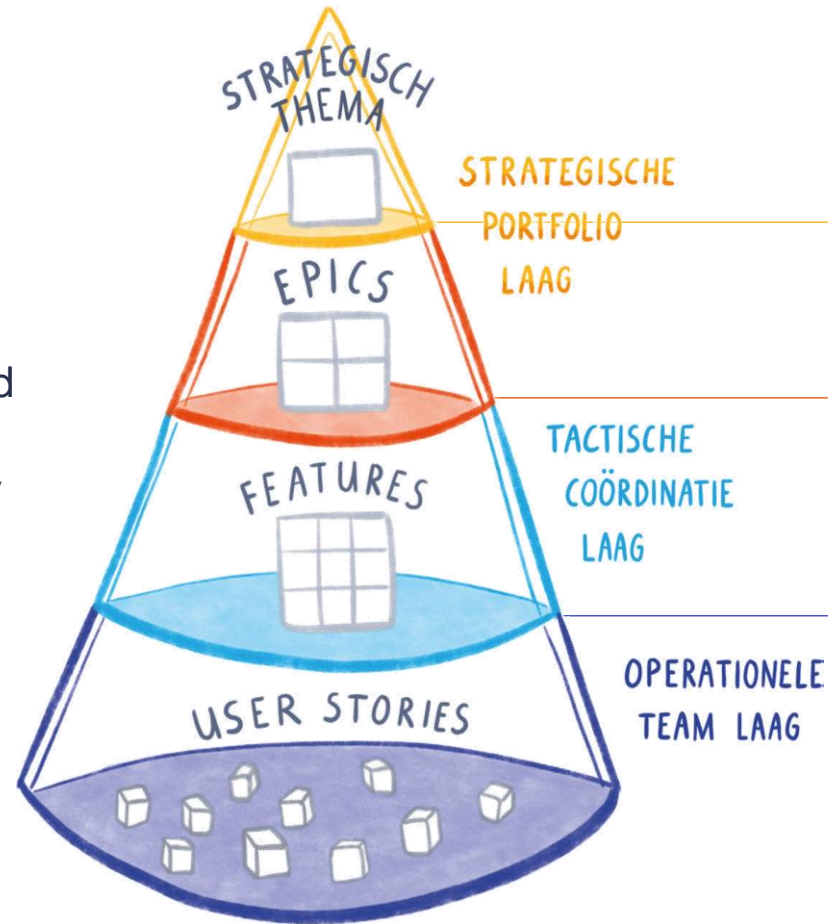 STRATEGISCH
THEMA
STRATEGISCHE
PORTFOLIO
LAAG
EPICS
d
TACTISCHE
COÖRDINATIE
LAAG
FEATURES
OPERATIONELE
TEAM LAAG
USER STORIES